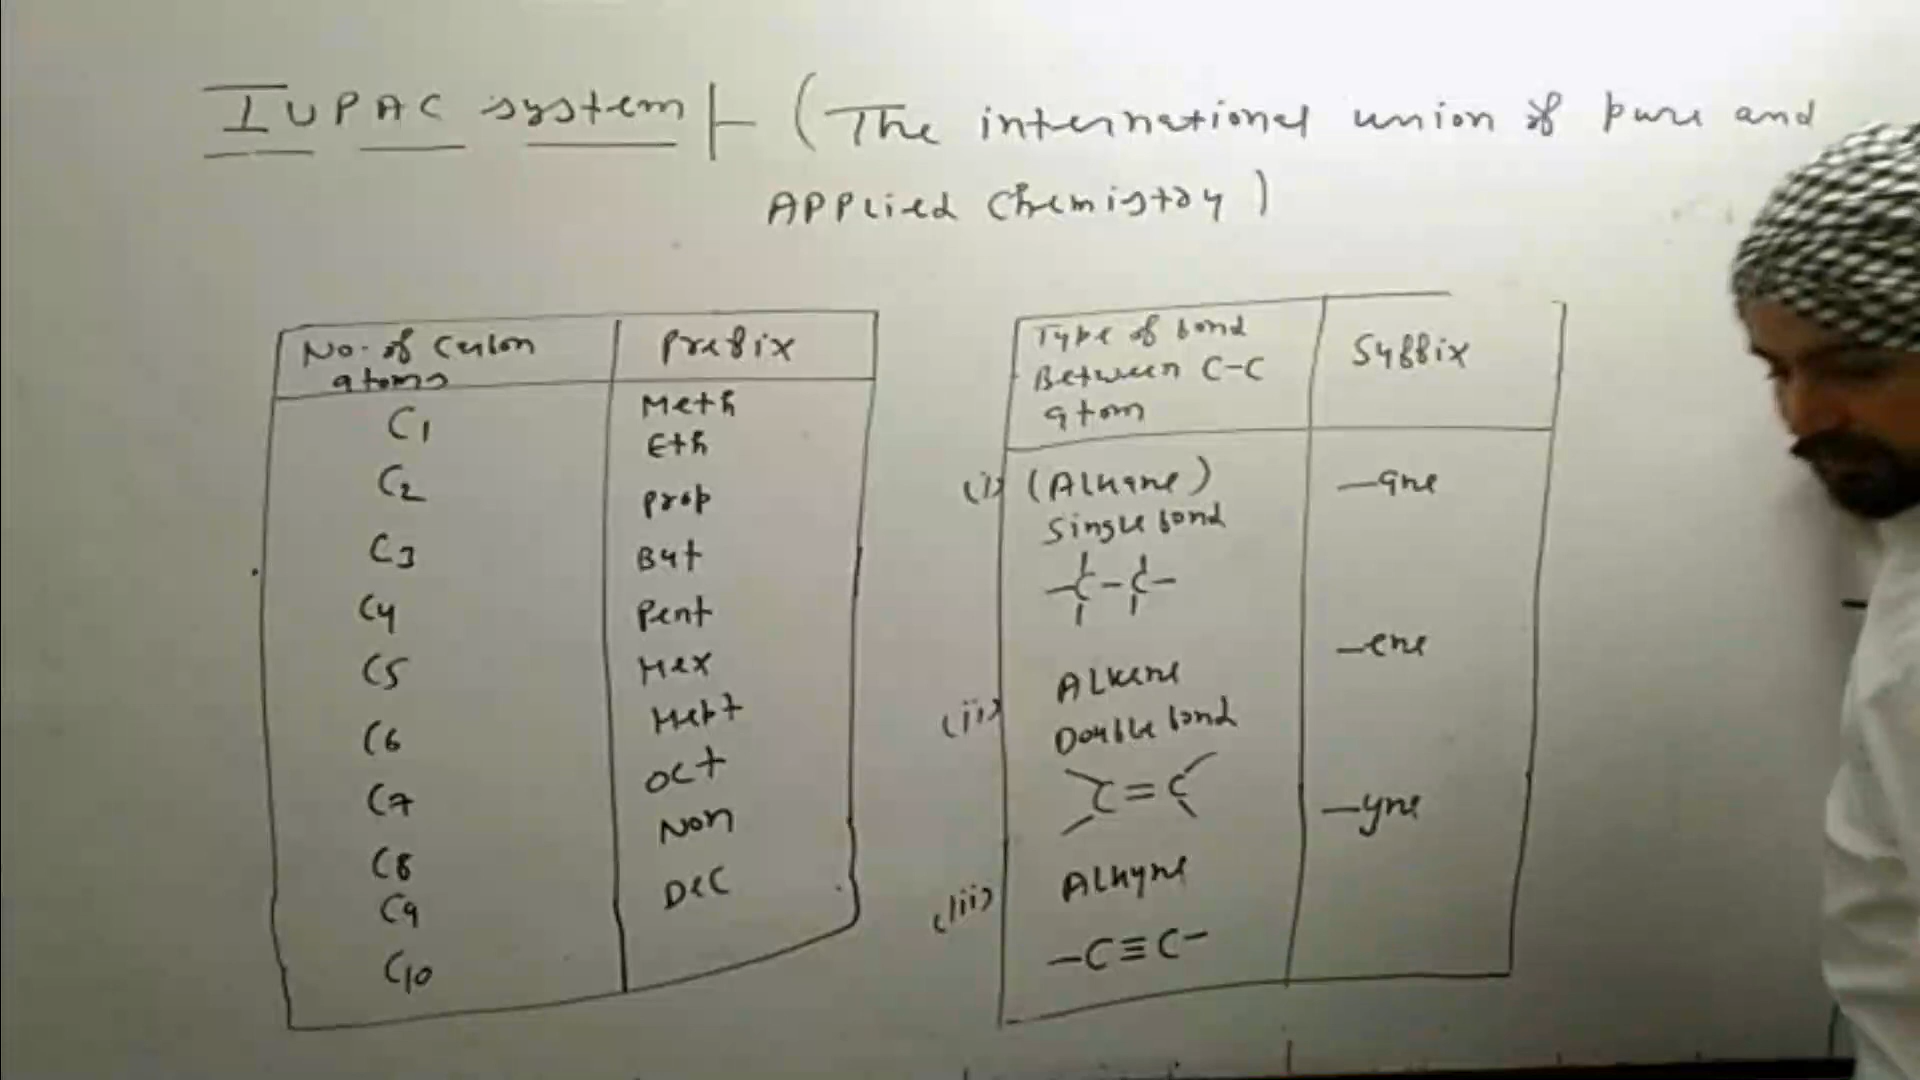 IUPAC system (The international union of pure and
Applied Chemistry)
No. of Carbon atoms
Prefix
C1
Meth
C2
Eth
C3
Prop
C4
But
C5
Pent
C6
Hex
C7
Hept
C8
Oct
C9
Non
C10
Dec
Type of bond
Between C-C
atom
Suffix
(i) (Alkane) -ane
Single bond
-C-C-
-ene
Alkene
(ii) Double bond
C=C
-yne
(iii) Alkyne
-C≡C-